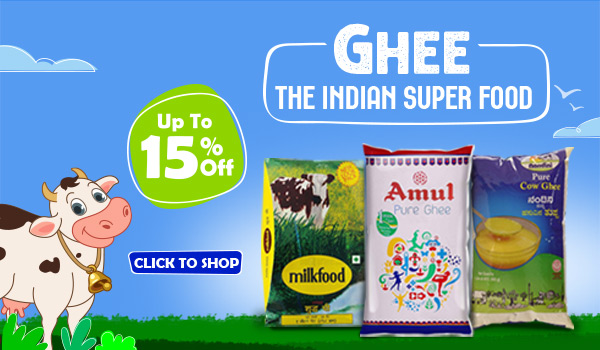 GHEE
THE INDIAN SUPER FOOD
Up To
15%
Off
CLICK TO SHOP
milkfood
Amul
Pure Ghee
Pure
Cow Ghee
ನಂದಿನಿ